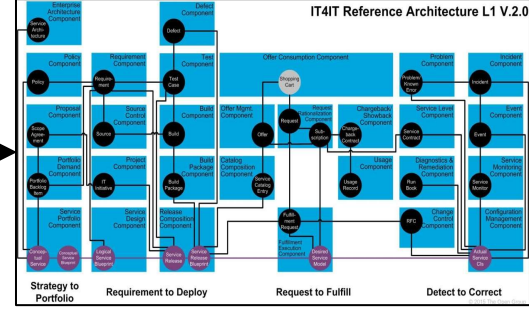 IT4IT Reference Architecture L1 V.2.0
Enterprise
Architecture
Component
Service
Archi-
tecture
Defect
Component
Defect
Policy
Component
Policy
Requirement
Component
Require-
ment
Test
Component
Test
Case
Offer Consumption Component
Shopping
Cart
Problem
Component
Problem/
Known
Error
Incident
Component
Incident
Proposal
Component
Scope
Agree-
ment
Source
Control
Component
Source
Build
Component
Build
Offer Mgmt.
Component
Offer
Request
Rationalization
Component
Request
Sub-
scription
Chargeback/
Showback
Component
Charge-
back
Contract
Service Level
Component
Service
Contract
Event
Component
Event
Portfolio
Demand
Component
Portfolio
Backlog
Item
Project
Component
IT
Initiative
Build
Package
Component
Build
Package
Catalog
Composition
Component
Service
Catalog
Entry
Usage
Component
Usage
Record
Diagnostics &
Remediation
Component
Run
Book
Service
Monitoring
Component
Service
Monitor
Service
Portfolio
Component
Concep-
tual
Service
Conceptual
Service
Blueprint
Service
Design
Component
Logical
Service
Blueprint
Release
Composition
Component
Service
Release
Service
Release
Blueprint
Fulfill-
ment
Request
Fulfillment
Execution
Component
Desired
Service
Model
Change
Control
Component
RFC
Configuration
Management
Component
Actual
Service
CIs
Strategy to
Portfolio
Requirement to Deploy
Request to Fulfill
Detect to Correct
© 2015 The Open Group